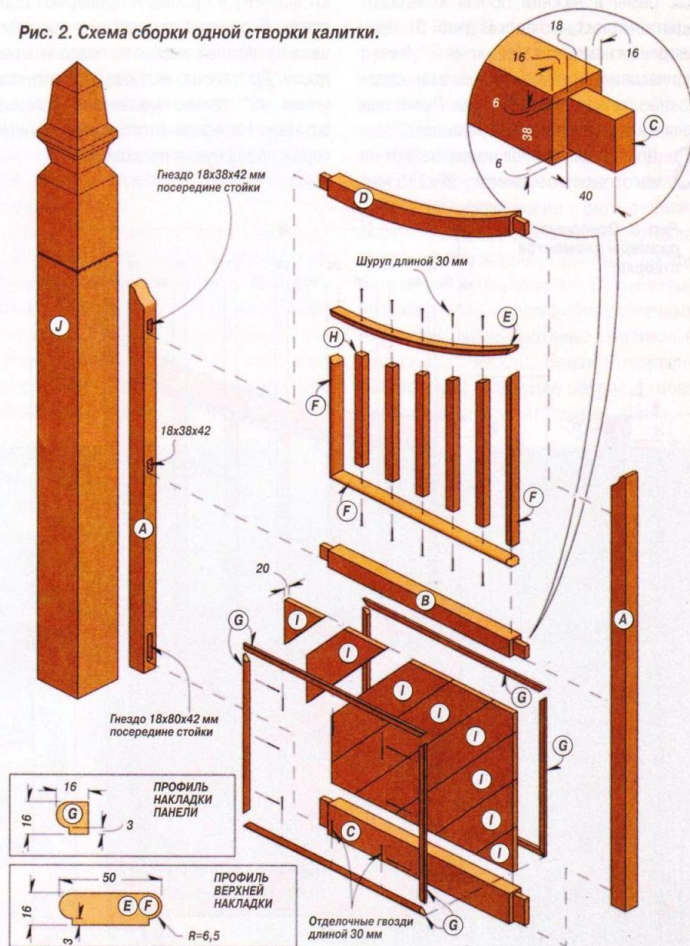 Рис. 2. Схема сборки одной створки калитки.
18
16
16
6
38
C
6
40
Гнездо 18х38х42 мм
посередине стойки
D
Шуруп длиной 30 мм
E
H
J
F
18х38х42
F
F
A
20
B
A
I
G
I
G
I
I
I
G
I
I
I
Гнездо 18х80х42 мм
посередине стойки
16
ПРОФИЛЬ
НАКЛАДКИ
ПАНЕЛИ
G
16
3
C
50
ПРОФИЛЬ
ВЕРХНЕЙ
НАКЛАДКИ
16
E F
3
R=6,5
Отделочные гвозди
длиной 30 мм
G